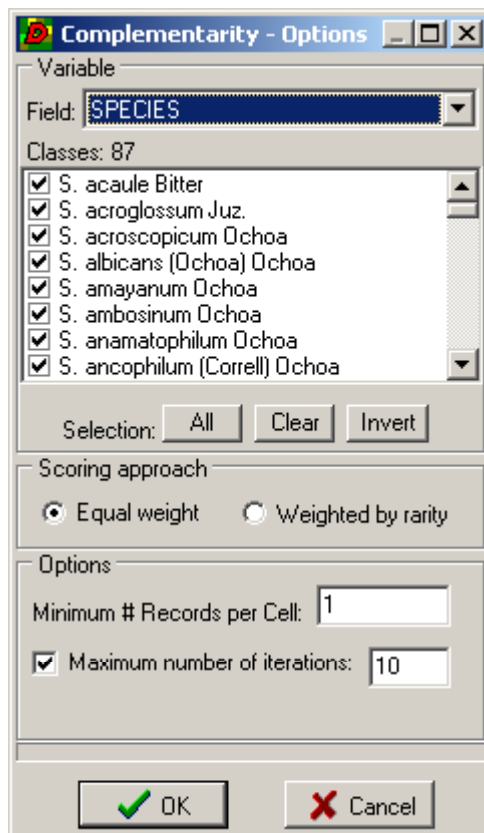 Complementarity - Options
Variable
Field: SPECIES
Classes: 87
S. acaule Bitter
S. acroglossum Juz.
S. acroscopicum Ochoa
S. albicans (Ochoa) Ochoa
S. amayanum Ochoa
S. ambosinum Ochoa
S. anamatophilum Ochoa
S. ancophilum (Correll) Ochoa
Selection: All Clear Invert
Scoring approach
Equal weight Weighted by rarity
Options
Minimum # Records per Cell: 1
Maximum number of iterations: 10
OK Cancel